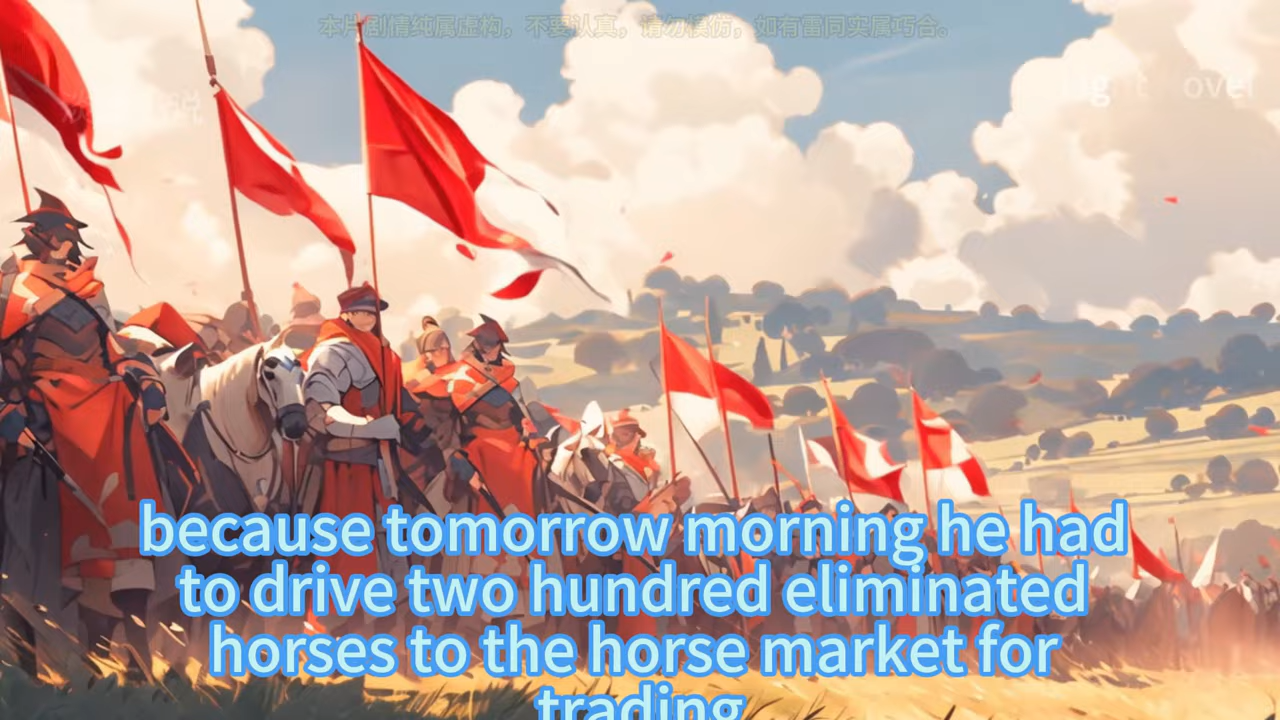 本片剧情纯属虚构，不要认真，请勿模仿，如有雷同实属巧合。
because tomorrow morning he had
to drive two hundred eliminated
horses to the horse market for
trading